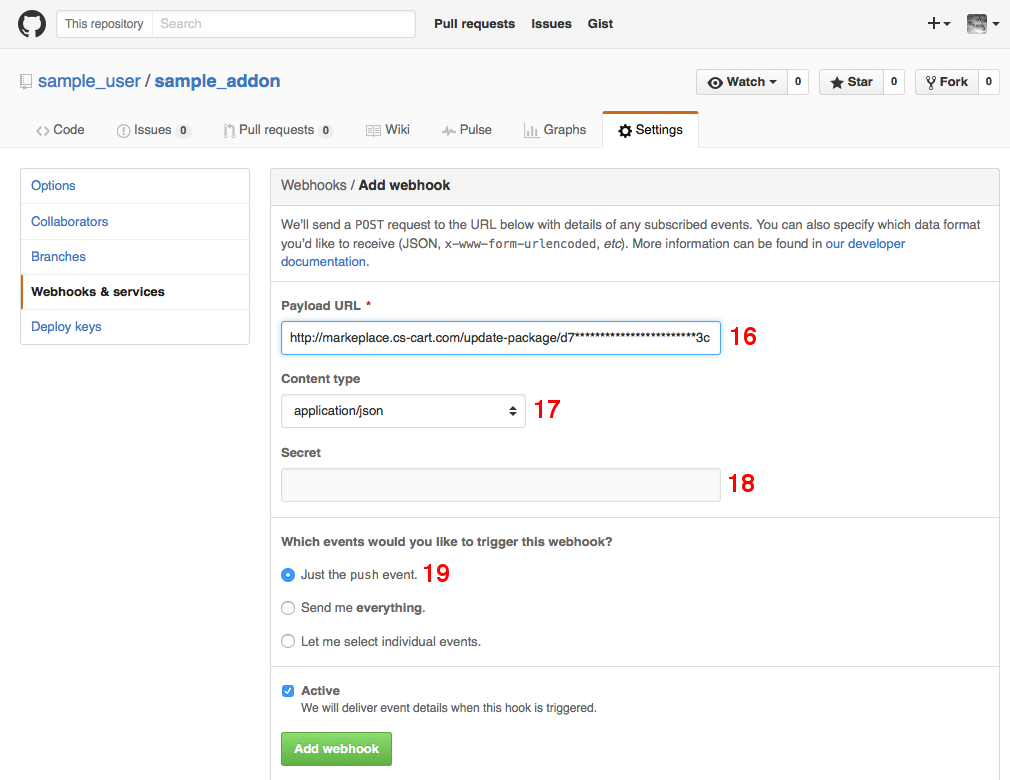 This repository Search Pull requests Issues Gist
sample_user / sample_addon
Watch 0 Star 0 Fork 0
Code Issues 0 Pull requests 0 Wiki Pulse Graphs Settings
Options
Collaborators
Branches
Webhooks & services
Deploy keys
Webhooks / Add webhook
We'll send a POST request to the URL below with details of any subscribed events. You can also specify which data format
you'd like to receive (JSON, x-www-form-urlencoded, etc). More information can be found in our developer
documentation.
Payload URL *
http://markeplace.cs-cart.com/update-package/d7************************3c 16
Content type
application/json 17
Secret
18
Which events would you like to trigger this webhook?
Just the push event. 19
Send me everything.
Let me select individual events.
Active
We will deliver event details when this hook is triggered.
Add webhook